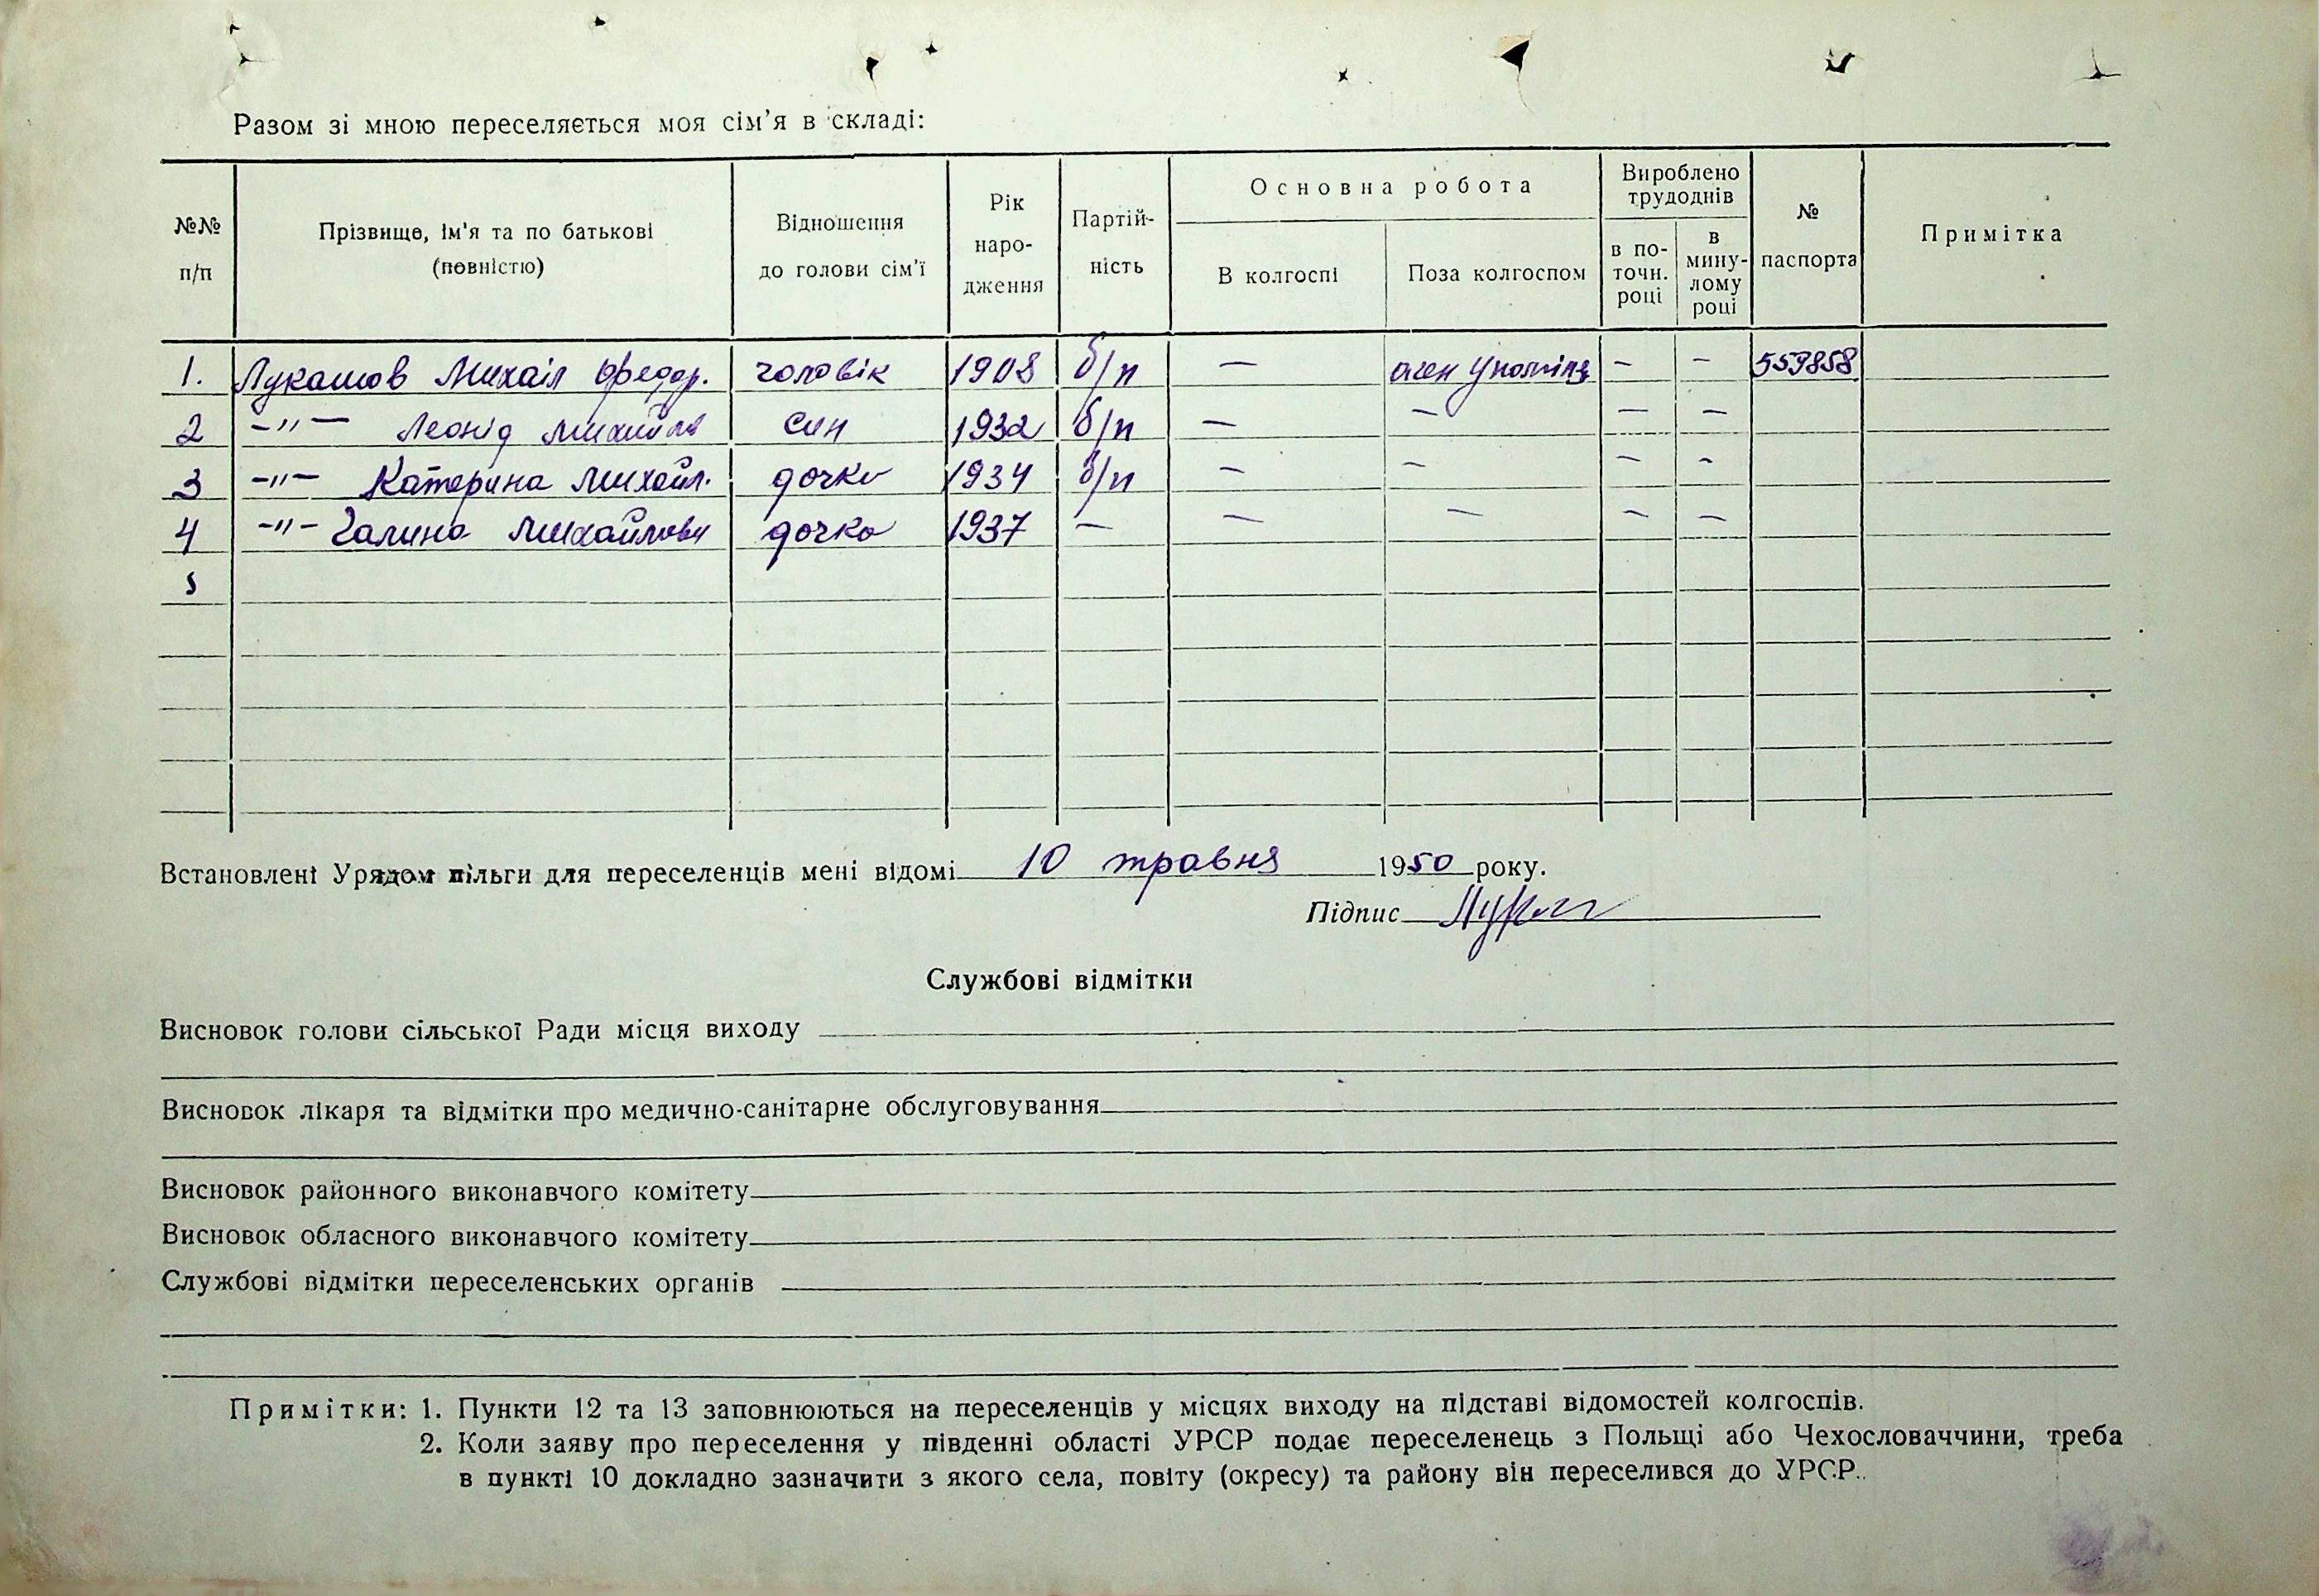 Разом зі мною переселяється моя сім'я в складі:
№№ п/п | Прізвище, ім'я та по батькові (повністю) | Відношення до голови сім'ї | Рік народження | Партійність | Основна робота | Вироблено трудоднів | № паспорта | Примітка
В колгоспі | Поза колгоспом | в поточн. році | в минулому році
1. Лукашов Михаіл Федор. чоловік 1908 б/п — — — 559858
2 -"- Леонід син 1932 б/п — — — —
3 -"- Катерина Михайл. дочка 1934 б/п — — — —
4 -"- Галина Михайловн дочка 1937 — — — — —
5
Встановлені Урядом пільги для переселенців мені відомі 10 травня 1950 року.
Підпис
Службові відмітки
Висновок голови сільської Ради місця виходу
Висновок лікаря та відмітки про медично-санітарне обслуговування
Висновок районного виконавчого комітету
Висновок обласного виконавчого комітету
Службові відмітки переселенських органів
Примітки: 1. Пункти 12 та 13 заповнюються на переселенців у місцях виходу на підставі відомостей колгоспів.
2. Коли заяву про переселення у південні області УРСР подає переселенець з Польщі або Чехословаччини, треба
в пункті 10 докладно зазначити з якого села, повіту (окресу) та району він переселився до УРСР.